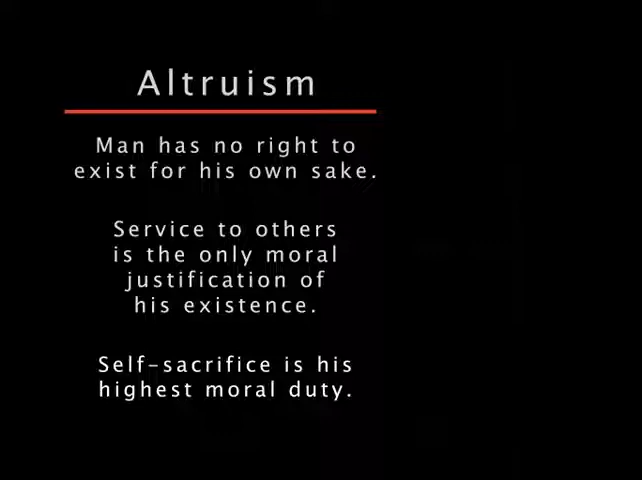 Altruism
Man has no right to
exist for his own sake.
Service to others
is the only moral
justification of
his existence.
Self-sacrifice is his
highest moral duty.